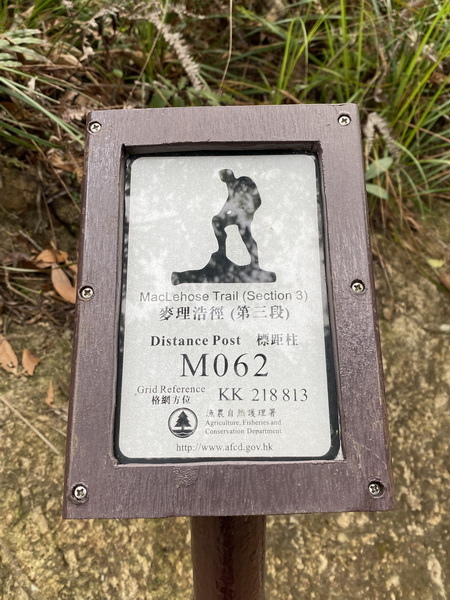 MacLehose Trail (Section 3)
麥理浩徑 (第三段)
Distance Post 標距柱
M062
Grid Reference
格網方位
KK 218 813
漁農自然護理署
Agriculture, Fisheries and
Conservation Department
http://www.afcd.gov.hk